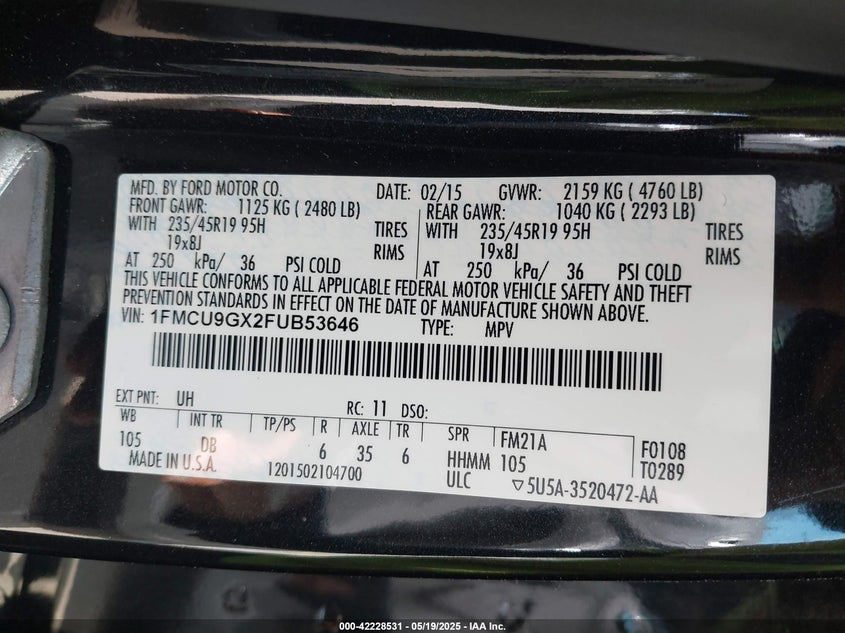 MFD. BY FORD MOTOR CO. DATE: 02/15 GVWR: 2159 KG ( 4760 LB)
FRONT GAWR: 1125 KG ( 2480 LB) REAR GAWR: 1040 KG ( 2293 LB)
WITH 235/45R19 95H TIRES WITH 235/45R19 95H TIRES
19x8J RIMS 19x8J RIMS
AT 250 kPa/ 36 PSI COLD AT 250 kPa/ 36 PSI COLD
THIS VEHICLE CONFORMS TO ALL APPLICABLE FEDERAL MOTOR VEHICLE SAFETY AND THEFT
PREVENTION STANDARDS IN EFFECT ON THE DATE OF MANUFACTURE SHOWN ABOVE.
VIN: 1FMCU9GX2FUB53646 TYPE: MPV
EXT PNT: UH RC: 11 DSO:
WB INT TR TP/PS R AXLE TR SPR FM21A F0108
105 DB 6 35 6 HHMM 105 T0289
MADE IN U.S.A. 1201502104700 ULC ▽5U5A-3520472-AA
000-42228531 - 05/19/2025 - IAA Inc.